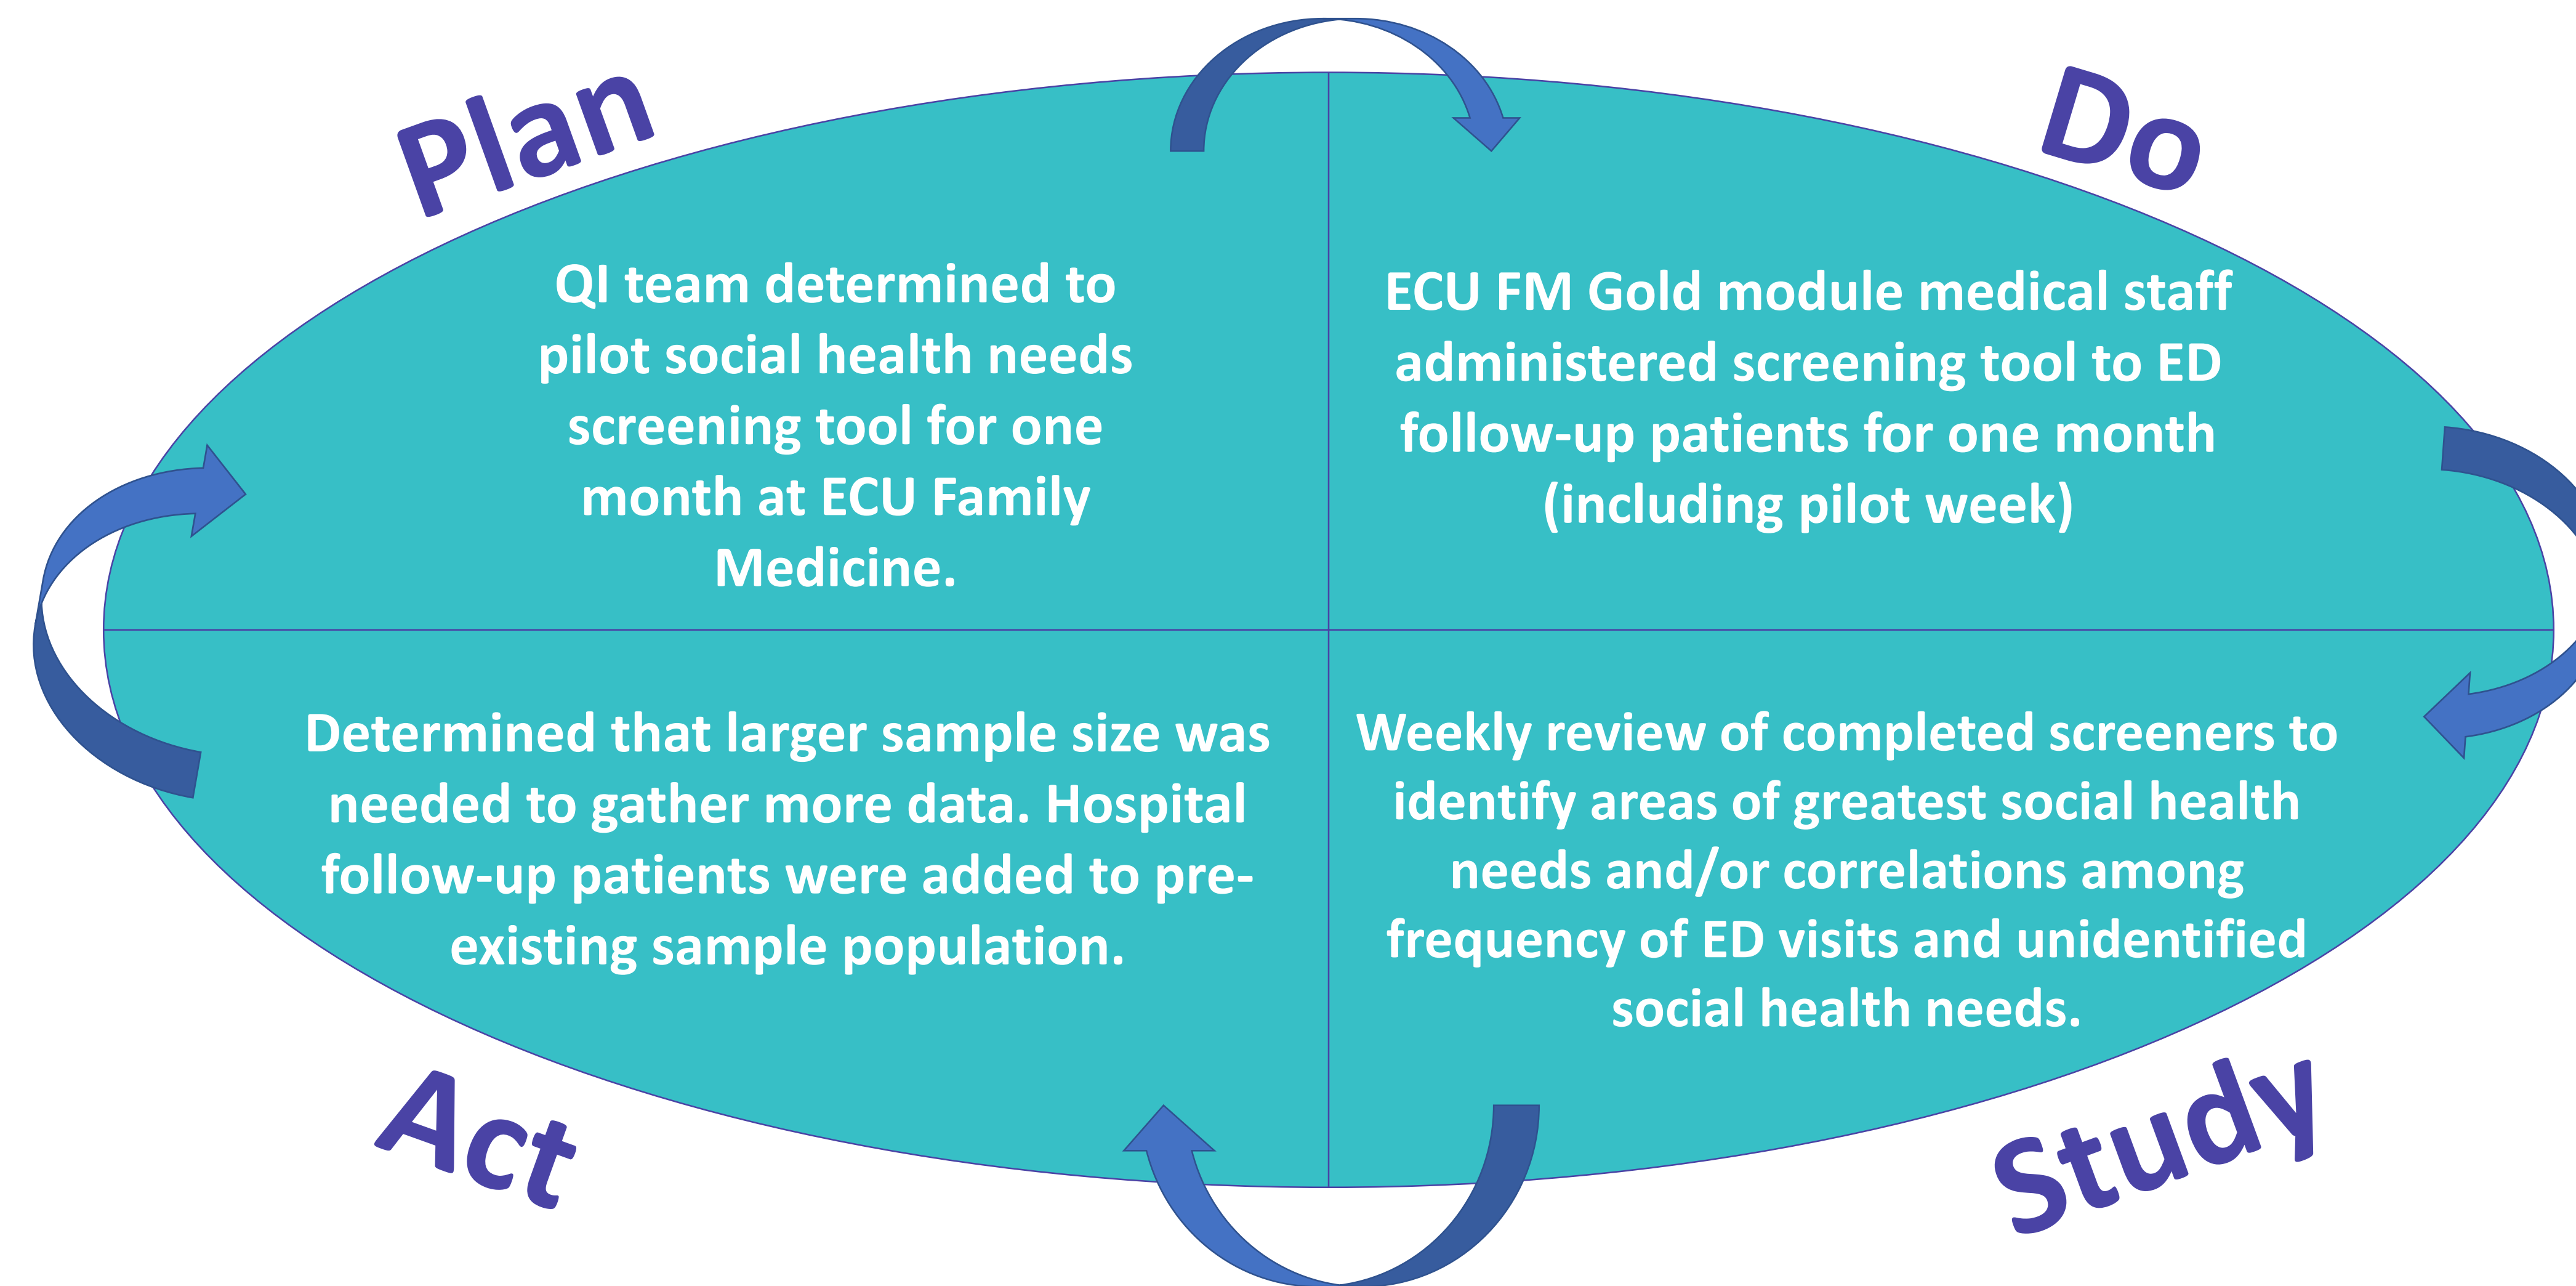 Plan
QI team determined to
pilot social health needs
screening tool for one
month at ECU Family
Medicine.
Do
ECU FM Gold module medical staff
administered screening tool to ED
follow-up patients for one month
(including pilot week)
Determined that larger sample size was
needed to gather more data. Hospital
follow-up patients were added to pre-
existing sample population.
Act
Weekly review of completed screeners to
identify areas of greatest social health
needs and/or correlations among
frequency of ED visits and unidentified
social health needs.
Study